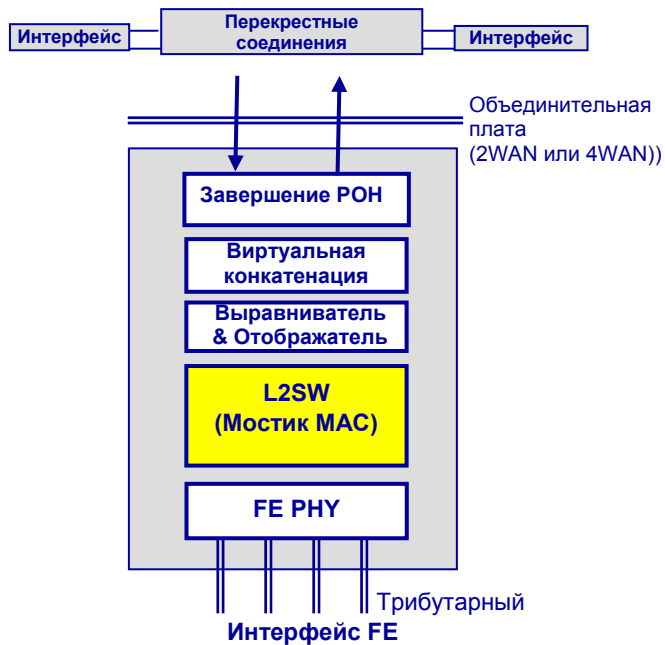 Перекрестные
соединения
Интерфейс
Интерфейс
Объединительная
плата
(2WAN или 4WAN))
Завершение POH
Виртуальная
конкатенация
Выравниватель
& Отображатель
L2SW
(Мостик MAC)
FE PHY
Трибутарный
Интерфейс FE